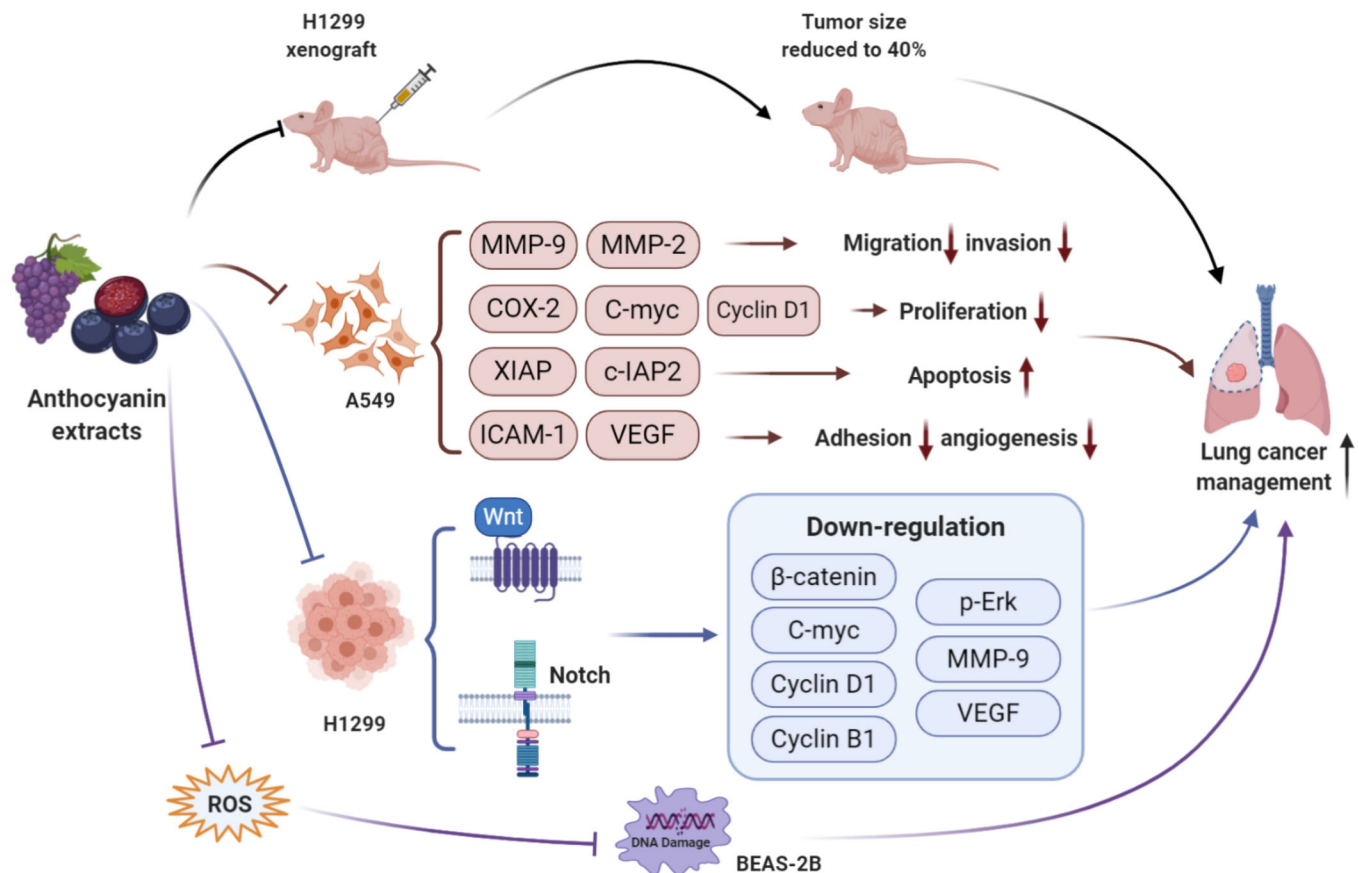 H1299
xenograft
Tumor size
reduced to 40%
Anthocyanin
extracts
A549
MMP-9 MMP-2
Migration invasion
COX-2 C-myc Cyclin D1
Proliferation
XIAP c-IAP2
Apoptosis
ICAM-1 VEGF
Adhesion angiogenesis
Lung cancer
management
H1299
Wnt
Notch
Down-regulation
β-catenin
C-myc
Cyclin D1
Cyclin B1
p-Erk
MMP-9
VEGF
ROS
DNA Damage
BEAS-2B